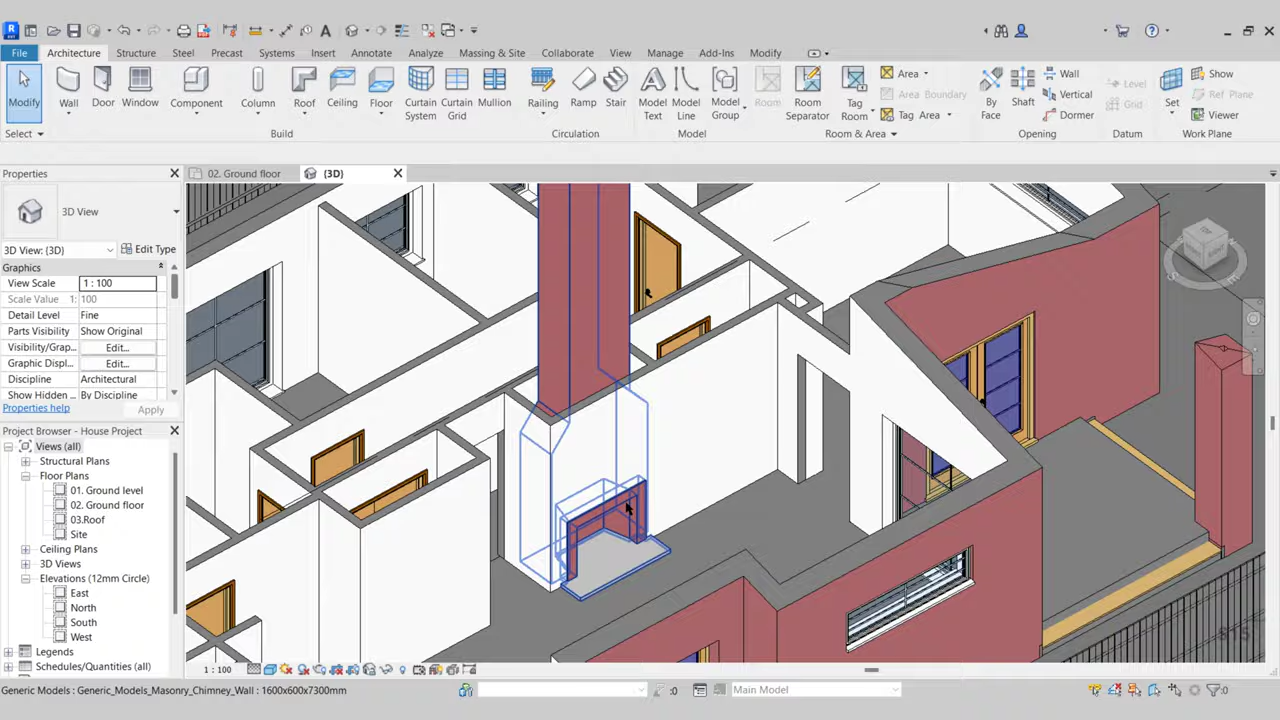 File Architecture Structure Steel Precast Systems Insert Annotate Analyze Massing & Site Collaborate View Manage Add-Ins Modify
Modify Wall Door Window Component Column Roof Ceiling Floor Curtain System Curtain Grid Mullion Railing Ramp Stair Model Text Model Line Model Group Room Room Separator Tag Room
Area
Area Boundary
Tag Area
By Face Shaft
Wall
Vertical
Dormer
Level
Grid
Set
Show
Ref Plane
Viewer
Select Build Circulation Model Room & Area Opening Datum Work Plane
Properties
02. Ground floor {3D}
3D View
3D View: {3D} Edit Type
Graphics
View Scale 1 : 100
Scale Value 1: 100
Detail Level Fine
Parts Visibility Show Original
Visibility/Grap... Edit...
Graphic Displ... Edit...
Discipline Architectural
Show Hidden By Discipline
Properties help Apply
Project Browser - House Project
Views (all)
Structural Plans
Floor Plans
01. Ground level
02. Ground floor
03.Roof
Site
Ceiling Plans
3D Views
Elevations (12mm Circle)
East
North
South
West
Legends
Schedules/Quantities (all)
1 : 100
Generic Models : Generic_Models_Masonry_Chimney_Wall : 1600x600x7300mm
:0
Main Model
:0